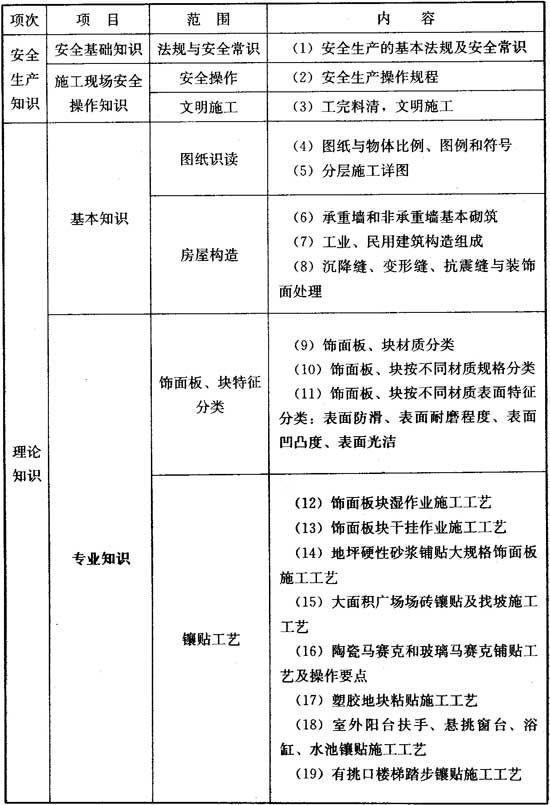 项次 项目 范围 内容
安全生产知识
安全基础知识 法规与安全常识 (1) 安全生产的基本法规及安全常识
施工现场安全操作知识
安全操作 (2) 安全生产操作规程
文明施工 (3) 工完料清，文明施工
理论知识
基本知识
图纸识读
(4) 图纸与物体比例、图例和符号
(5) 分层施工详图
房屋构造
(6) 承重墙和非承重墙基本砌筑
(7) 工业、民用建筑构造组成
(8) 沉降缝、变形缝、抗震缝与装饰
面处理
专业知识
饰面板、块特征
分类
(9) 饰面板、块材质分类
(10) 饰面板、块按不同材质规格分类
(11) 饰面板、块按不同材质表面特征
分类：表面防滑、表面耐磨程度、表面
凹凸度、表面光洁
镶贴工艺
(12) 饰面板块湿作业施工工艺
(13) 饰面板块干挂作业施工工艺
(14) 地坪硬性砂浆铺贴大规格饰面板
施工工艺
(15) 大面积广场场砖镶贴及找坡施工
工艺
(16) 陶瓷马赛克和玻璃马赛克铺贴工
艺及操作要点
(17) 塑胶地块粘贴施工工艺
(18) 室外阳台扶手、悬挑窗台、浴
缸、水池镶贴施工工艺
(19) 有挑口楼梯踏步镶贴施工工艺